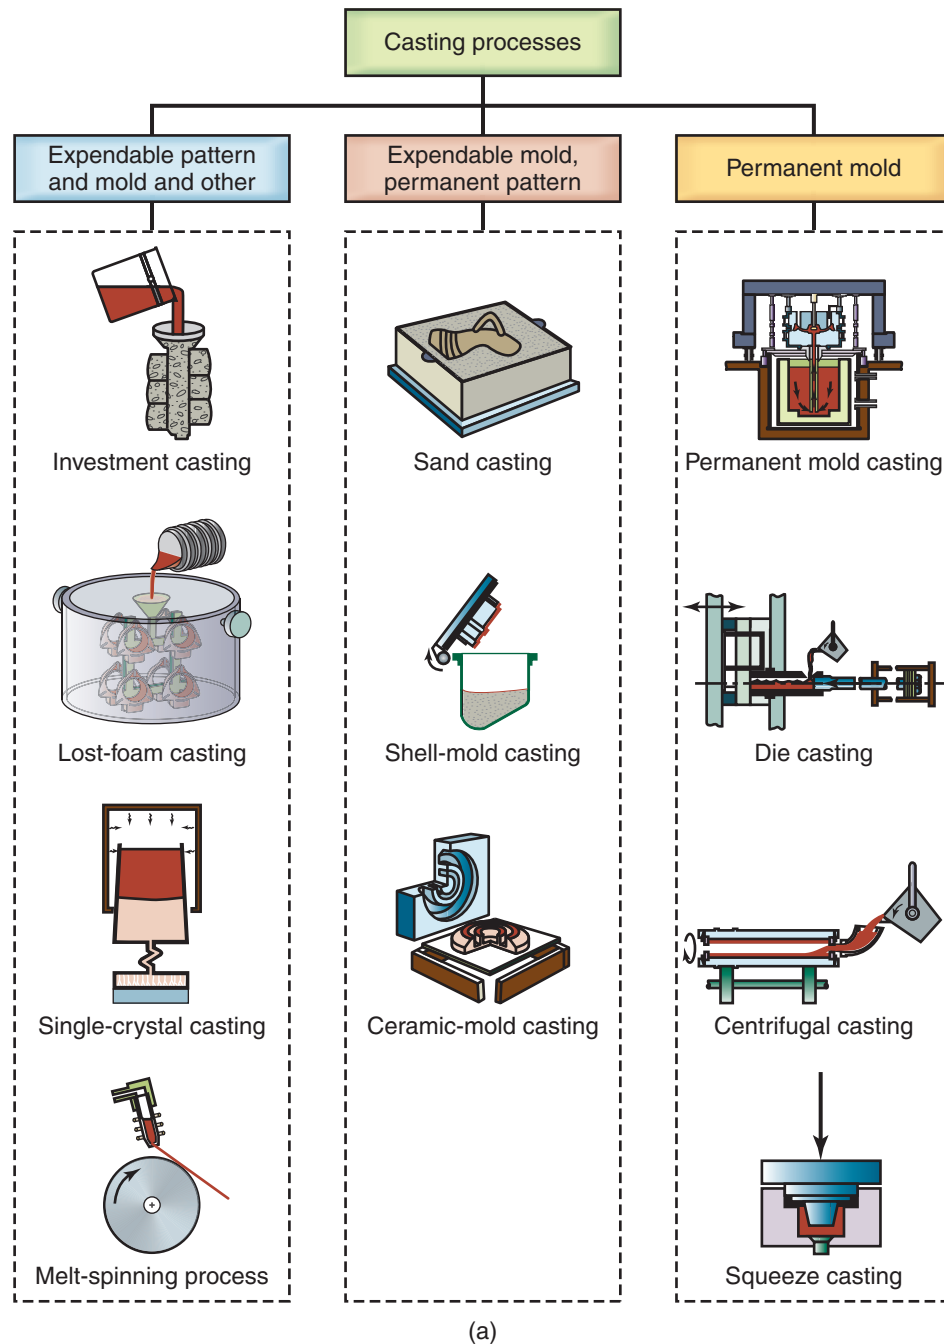 Casting processes
Expendable pattern
and mold and other
Expendable mold,
permanent pattern
Permanent mold
Investment casting
Sand casting
Permanent mold casting
Lost-foam casting
Shell-mold casting
Die casting
Single-crystal casting
Ceramic-mold casting
Centrifugal casting
Melt-spinning process
Squeeze casting
(a)